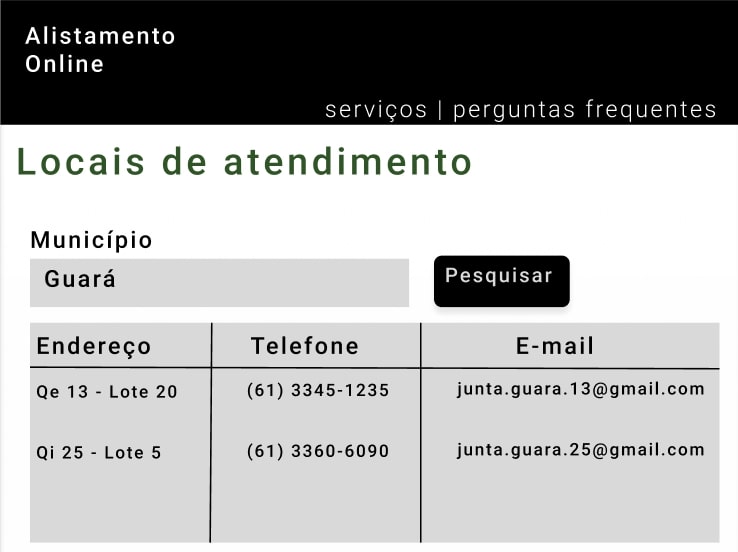 Alistamento
Online
serviços | perguntas frequentes
Locais de atendimento
Município
Guará
Pesquisar
Endereço Telefone E-mail
Qe 13 - Lote 20 (61) 3345-1235 junta.guara.13@gmail.com
Qi 25 - Lote 5 (61) 3360-6090 junta.guara.25@gmail.com